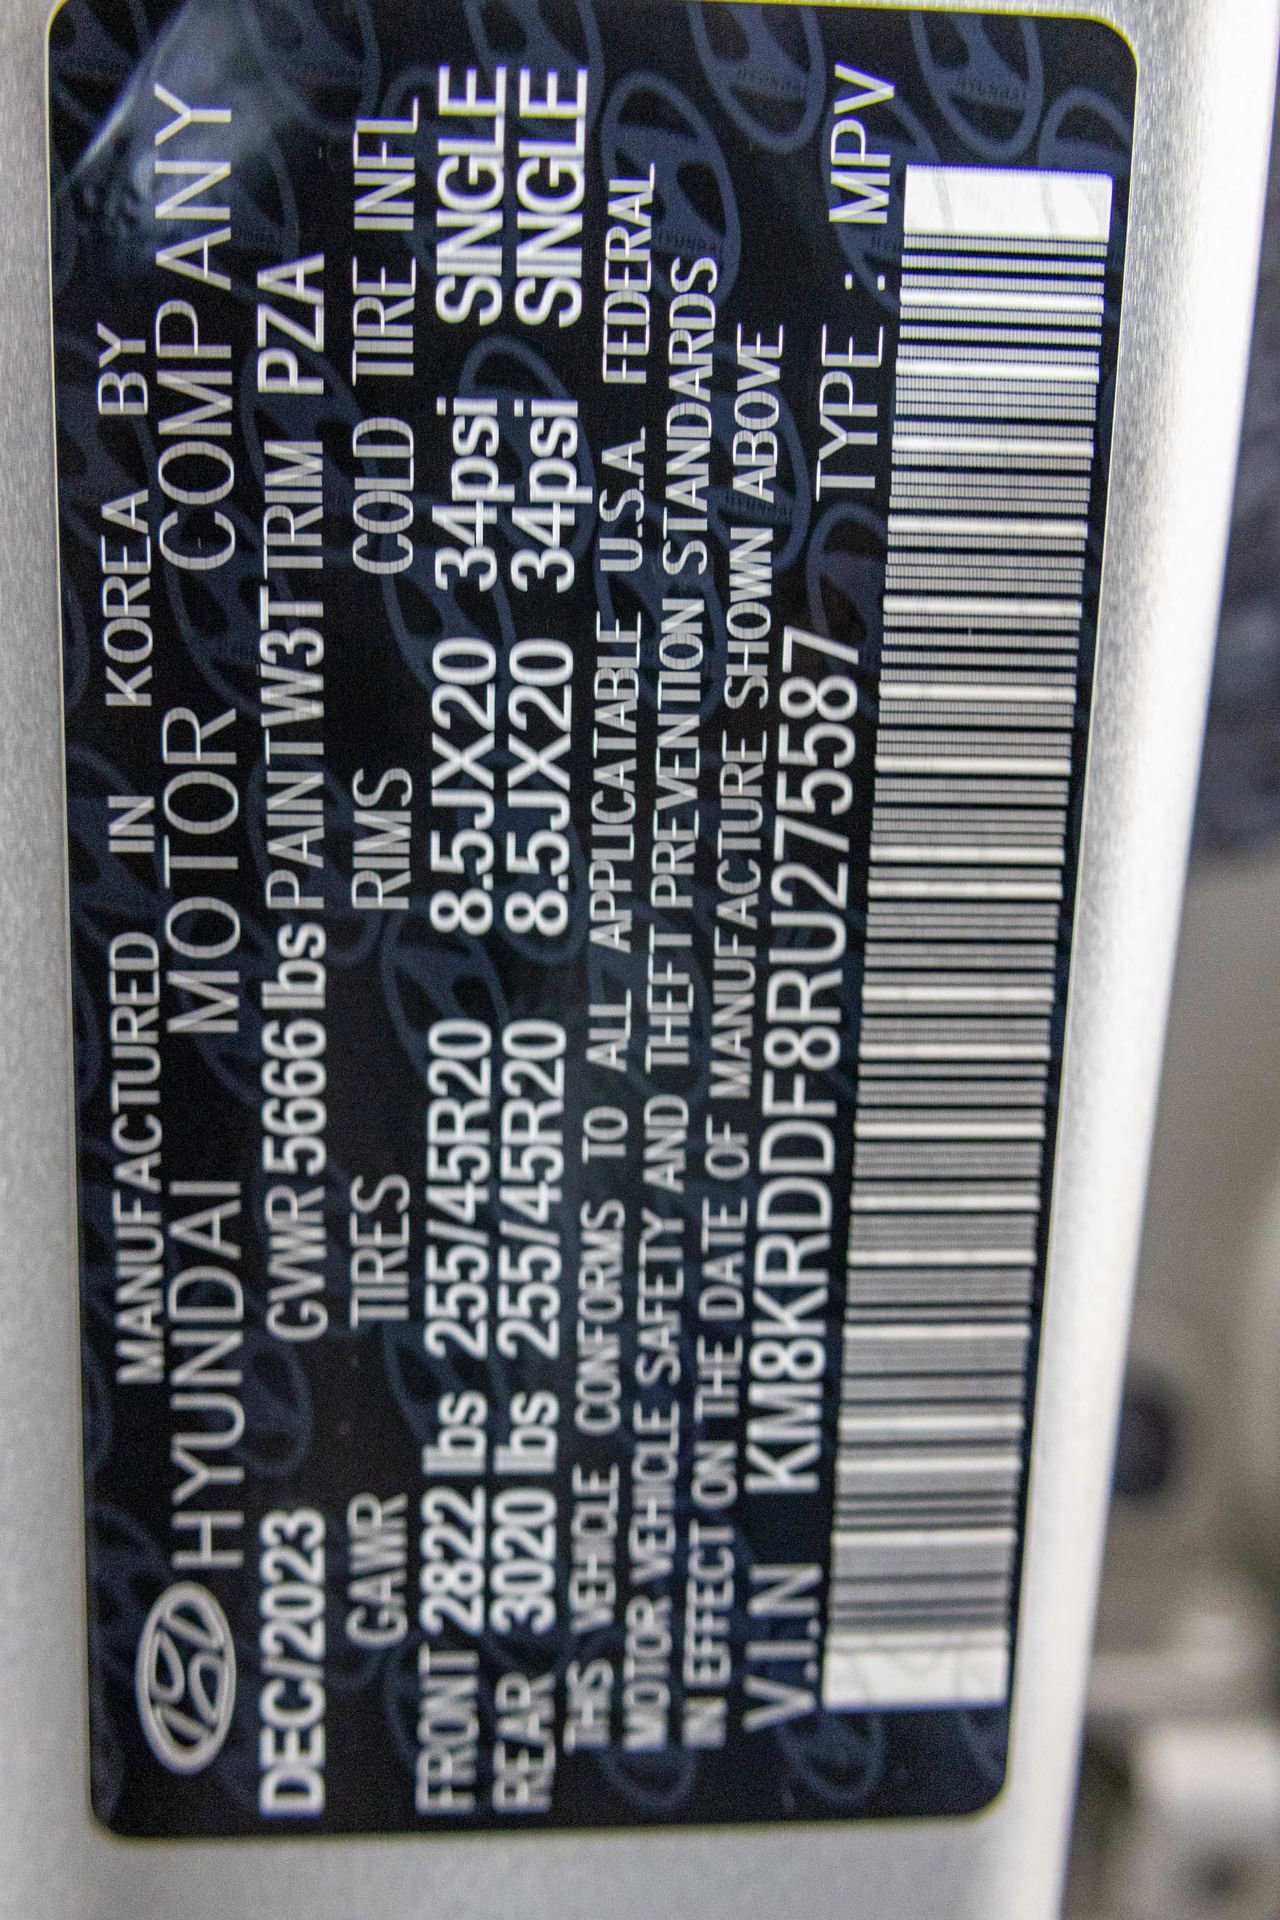 MANUFACTURED IN KOREA BY
HYUNDAI MOTOR COMPANY
DEC/2023 GVWR 5666 lbs PAINT W3T TRIM PZA
GAWR TIRES RIMS COLD TIRE INFL
FRONT 2822 lbs 255/45R20 8.5JX20 34psi SINGLE
REAR 3020 lbs 255/45R20 8.5JX20 34psi SINGLE
THIS VEHICLE CONFORMS TO ALL APPLICATABLE U.S.A. FEDERAL
MOTOR VEHICLE SAFETY AND THEFT PREVENTION STANDARDS
IN EFFECT ON THE DATE OF MANUFACTURE SHOWN ABOVE
V.I.N KM8KRDDF8RU275587 TYPE : MPV